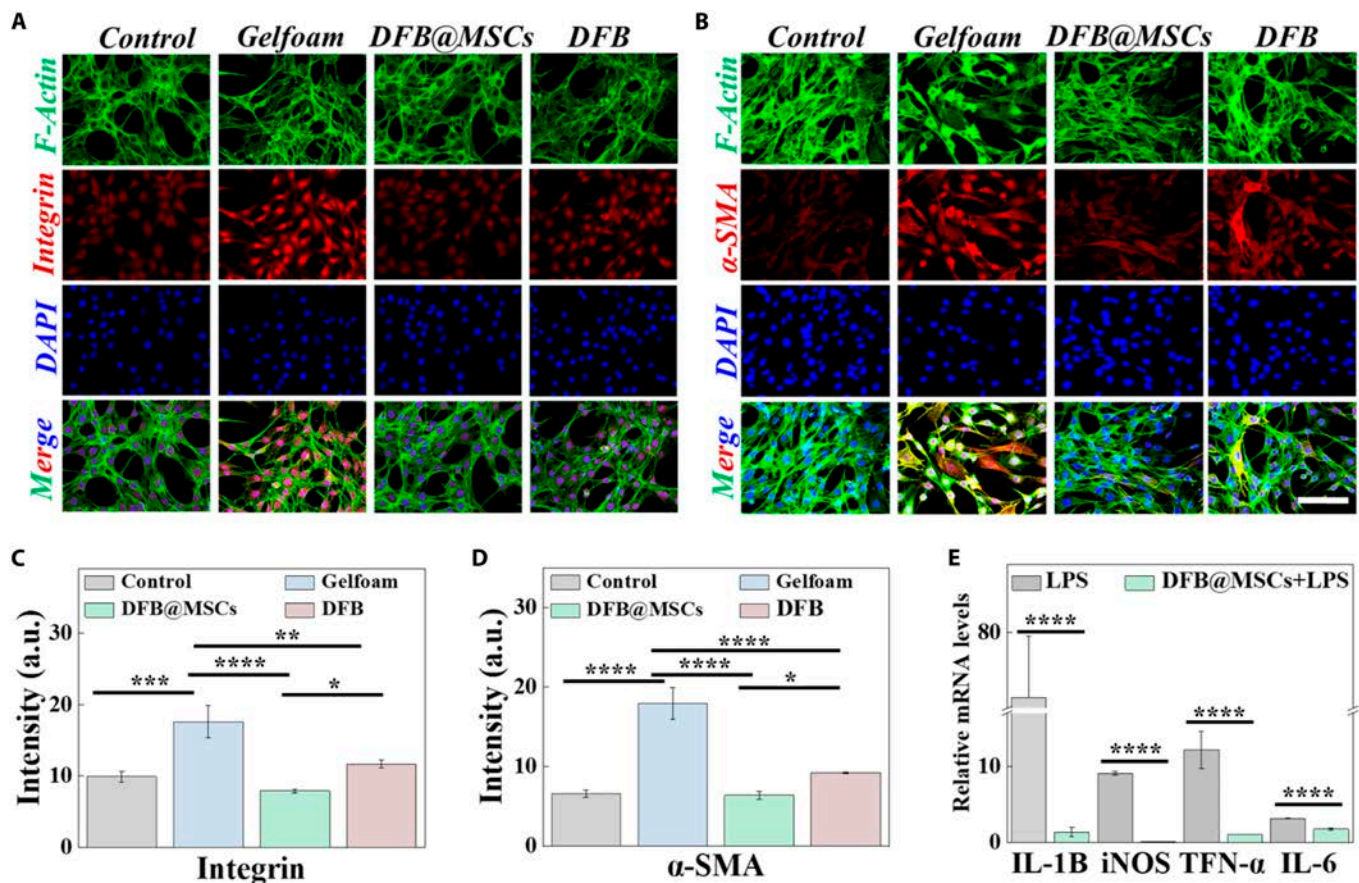 A
Control Gelfoam DFB@MSCs DFB
F-Actin
Integrin
DAPI
Merge
B
Control Gelfoam DFB@MSCs DFB
F-Actin
α-SMA
DAPI
Merge
C
Control Gelfoam
DFB@MSCs DFB
Intensity (a.u.)
30
20
10
0
***
****
**
*
Integrin
D
Control Gelfoam
DFB@MSCs DFB
Intensity (a.u.)
30
20
10
0
****
****
****
*
α-SMA
E
LPS DFB@MSCs+LPS
Relative mRNA levels
80
10
0
****
****
****
****
IL-1B iNOS TFN-α IL-6